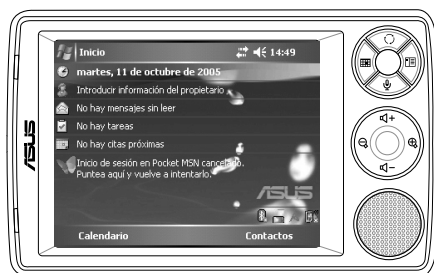 Inicio 14:49
martes, 11 de octubre de 2005
Introducir información del propietario
No hay mensajes sin leer
No hay tareas
No hay citas próximas
Inicio de sesión en Pocket MSN cancelado.
Puntea aquí y vuelve a intentarlo.
ASUS
Calendario Contactos
ASUS